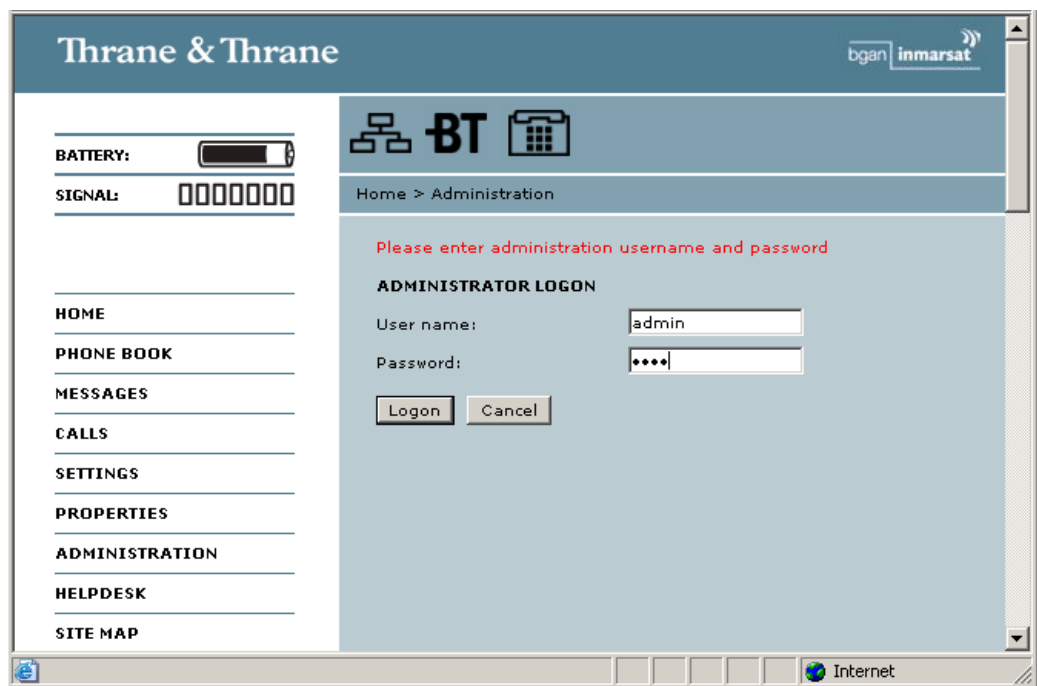 Thrane & Thrane
bgan inmarsat
BT
BATTERY:
SIGNAL:
Home > Administration
Please enter administration username and password
ADMINISTRATOR LOGON
User name: admin
Password: ••••
Logon Cancel
HOME
PHONE BOOK
MESSAGES
CALLS
SETTINGS
PROPERTIES
ADMINISTRATION
HELPDESK
SITE MAP
Internet